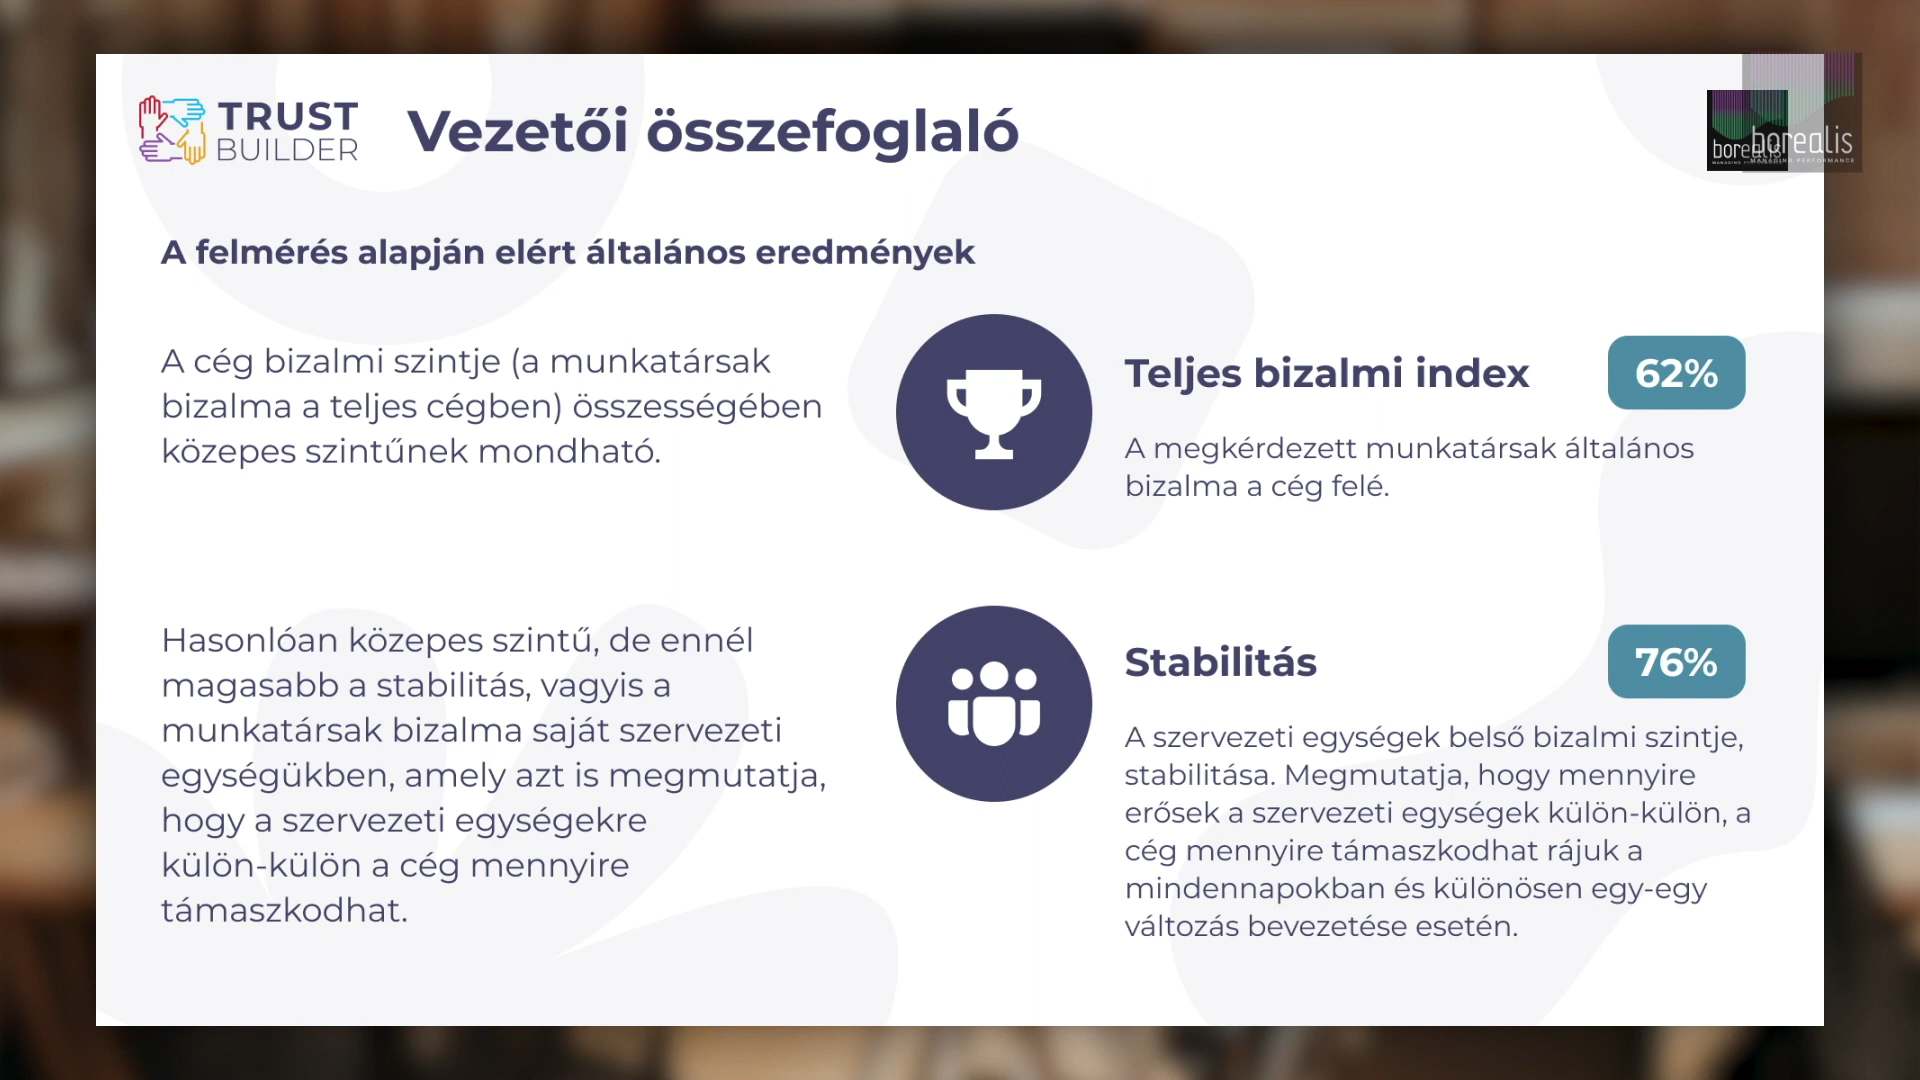 TRUST
BUILDER
Vezetői összefoglaló
borealis
MANAGING PERFORMANCE
A felmérés alapján elért általános eredmények
A cég bizalmi szintje (a munkatársak
bizalma a teljes cégben) összességében
közepes szintűnek mondható.
Teljes bizalmi index
62%
A megkérdezett munkatársak általános
bizalma a cég felé.
Hasonlóan közepes szintű, de ennél
magasabb a stabilitás, vagyis a
munkatársak bizalma saját szervezeti
egységükben, amely azt is megmutatja,
hogy a szervezeti egységekre
külön-külön a cég mennyire
támaszkodhat.
Stabilitás
76%
A szervezeti egységek belső bizalmi szintje,
stabilitása. Megmutatja, hogy mennyire
erősek a szervezeti egységek külön-külön, a
cég mennyire támaszkodhat rájuk a
mindennapokban és különösen egy-egy
változás bevezetése esetén.